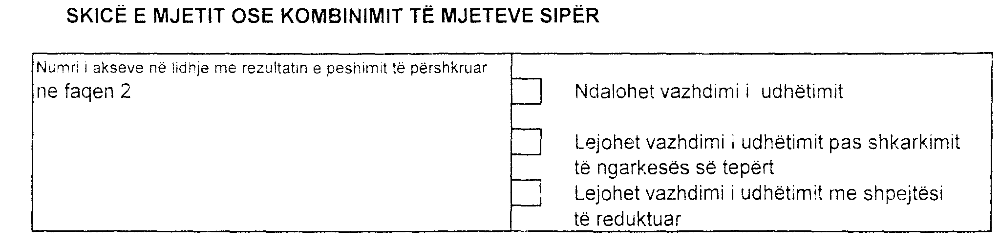 SKICË E MJETIT OSE KOMBINIMIT TË MJETEVE SIPËR
Numri i akseve në lidhje me rezultatin e peshimit të përshkruar
ne faqen 2
Ndalohet vazhdimi i udhëtimit
Lejohet vazhdimi i udhëtimit pas shkarkimit
të ngarkesës së tepërt
Lejohet vazhdimi i udhëtimit me shpejtësi
të reduktuar